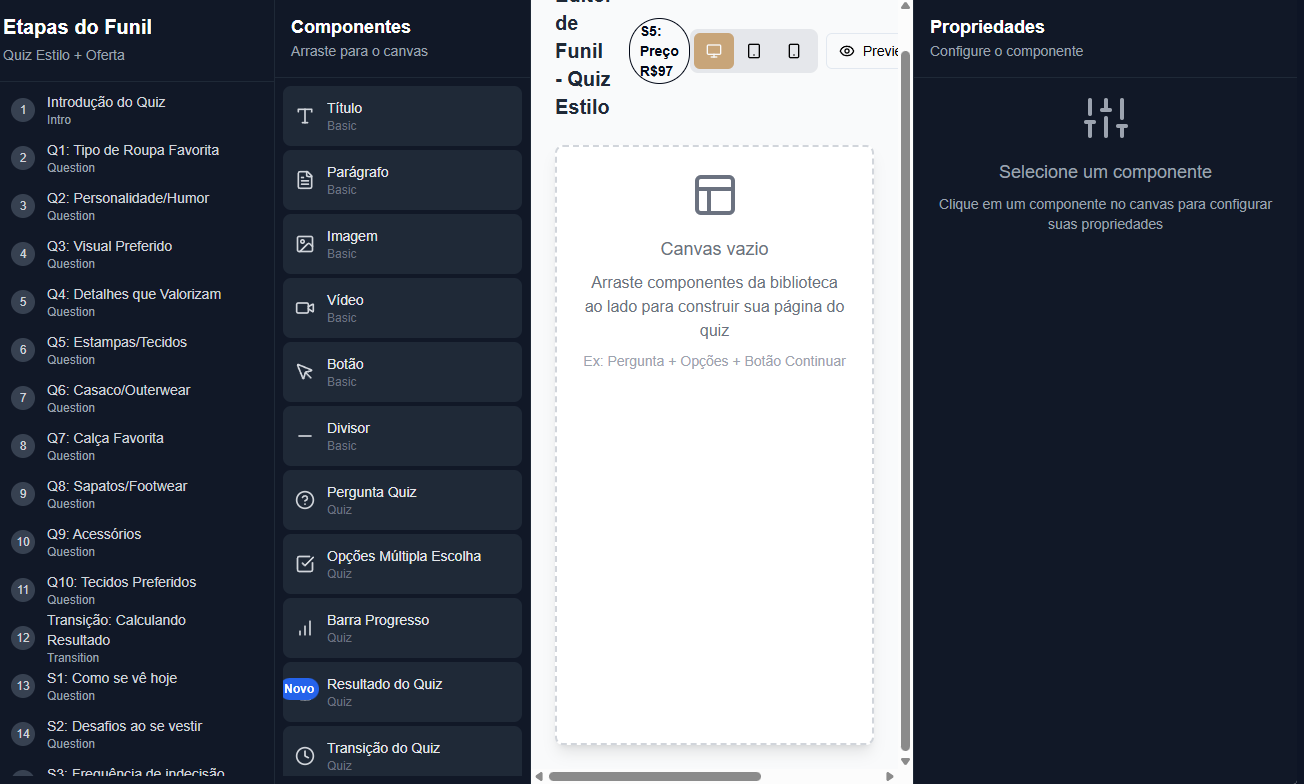 Etapas do Funil
Quiz Estilo + Oferta
1
Introdução do Quiz
Intro
2
Q1: Tipo de Roupa Favorita
Question
3
Q2: Personalidade/Humor
Question
4
Q3: Visual Preferido
Question
5
Q4: Detalhes que Valorizam
Question
6
Q5: Estampas/Tecidos
Question
7
Q6: Casaco/Outerwear
Question
8
Q7: Calça Favorita
Question
9
Q8: Sapatos/Footwear
Question
10
Q9: Acessórios
Question
11
Q10: Tecidos Preferidos
Question
12
Transição: Calculando
Resultado
Transition
13
S1: Como se vê hoje
Question
14
S2: Desafios ao se vestir
Question
S3: Frequência de indecisão
Componentes
Arraste para o canvas
Título
Basic
Parágrafo
Basic
Imagem
Basic
Vídeo
Basic
Botão
Basic
Divisor
Basic
Pergunta Quiz
Quiz
Opções Múltipla Escolha
Quiz
Barra Progresso
Quiz
Novo
Resultado do Quiz
Quiz
Transição do Quiz
Quiz
Editor
de
Funil
- Quiz
Estilo
S5:
Preço
R$97
Previe
Canvas vazio
Arraste componentes da biblioteca
ao lado para construir sua página do
quiz
Ex: Pergunta + Opções + Botão Continuar
Propriedades
Configure o componente
Selecione um componente
Clique em um componente no canvas para configurar
suas propriedades